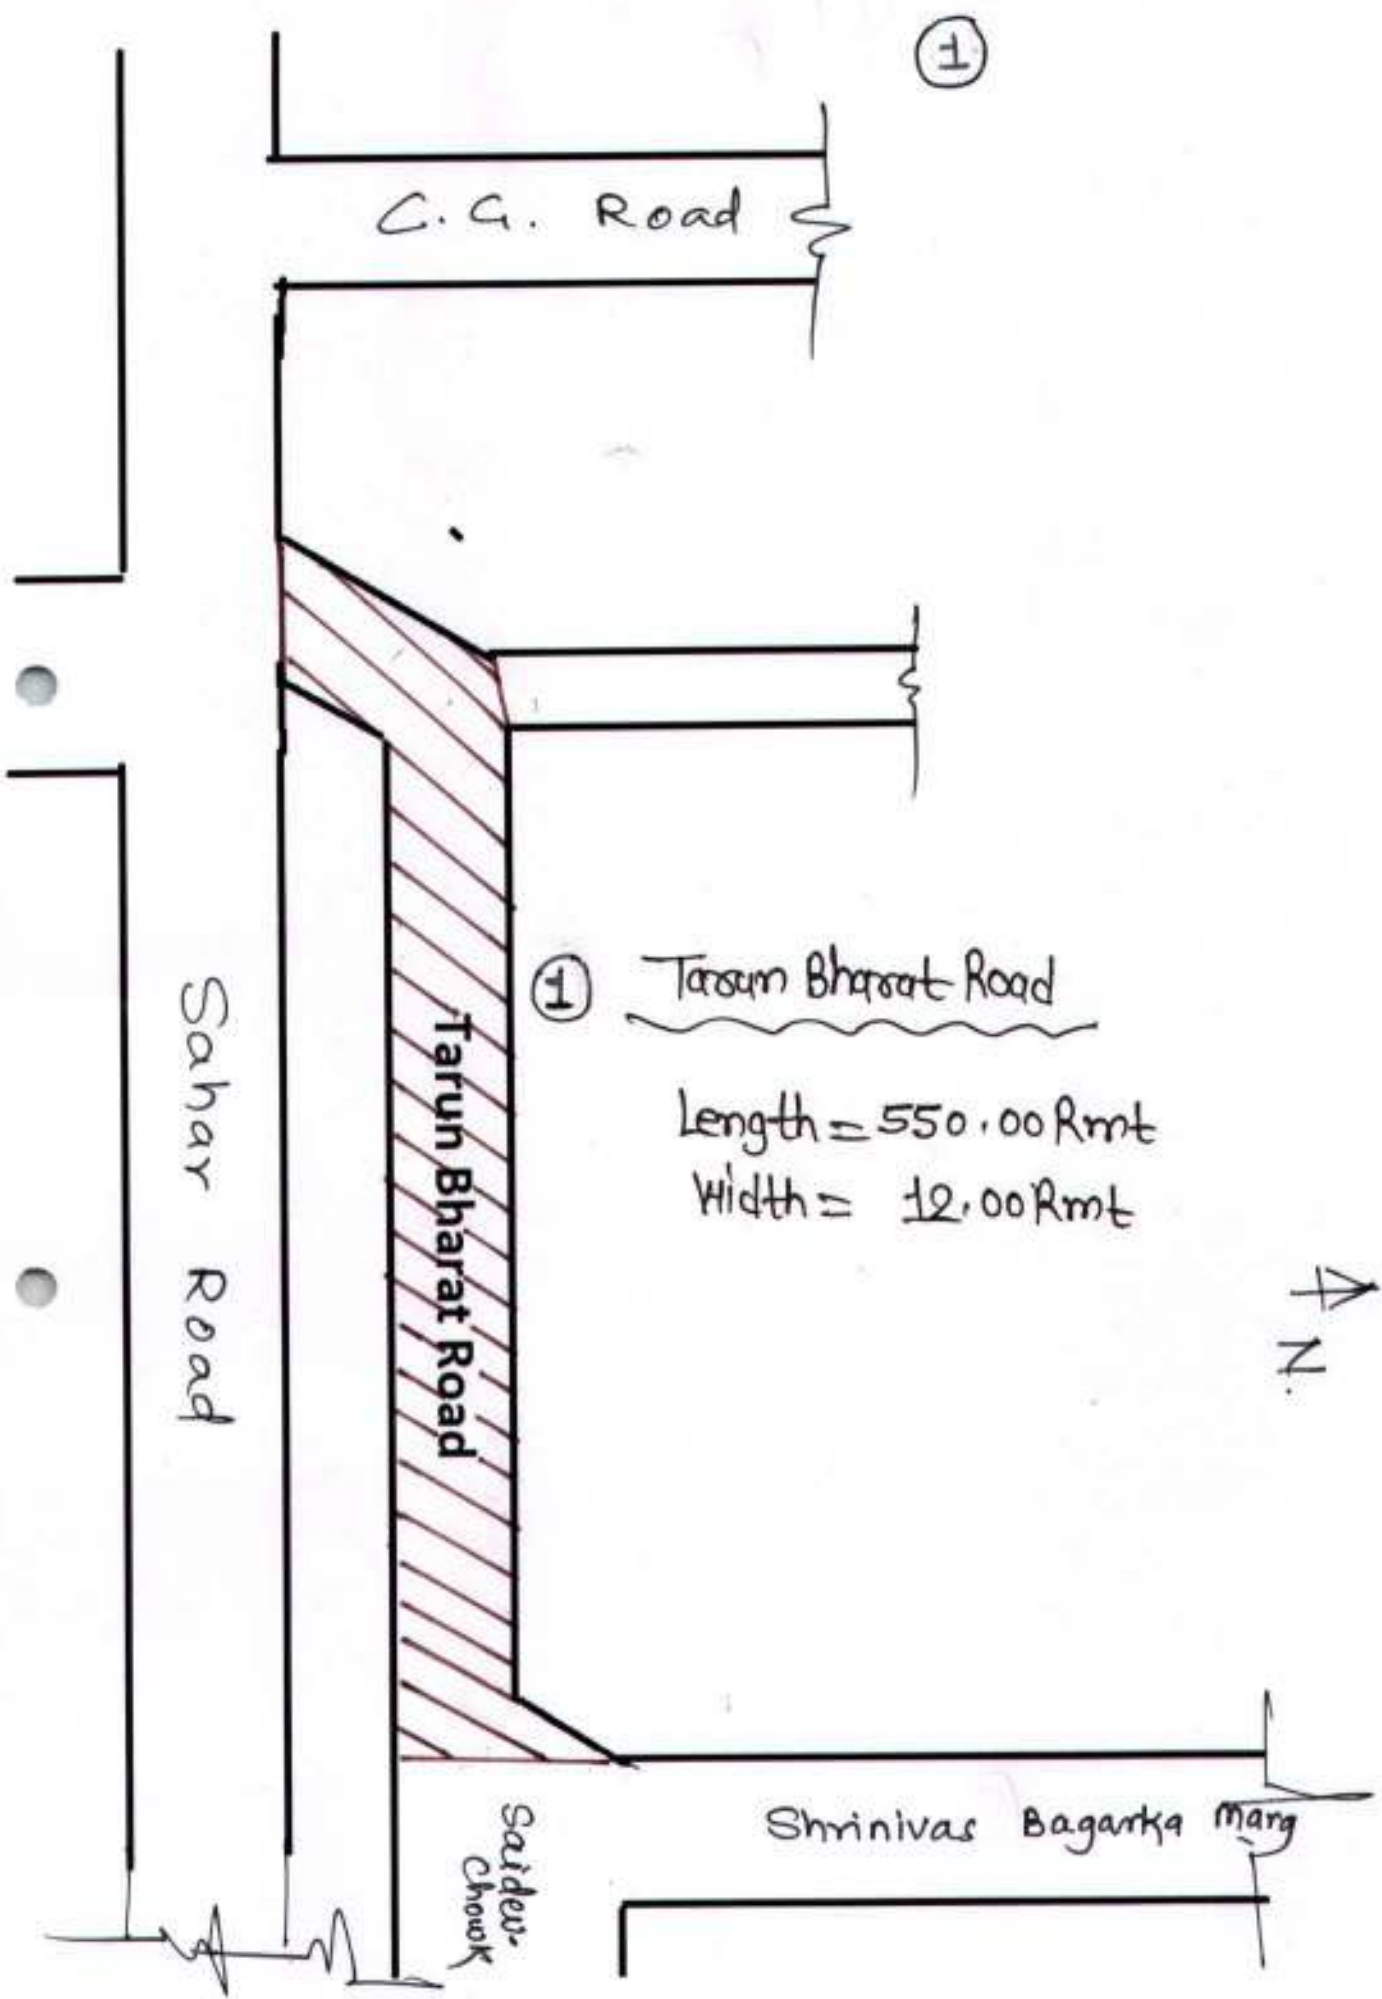 1
C.G. Road
1 Tarun Bharat Road
Length = 550.00 Rmt
Width = 12.00 Rmt
Tarun Bharat Road
Sahar Road
N.
Shrinivas Bagarka Marg
Saidev
Chowk